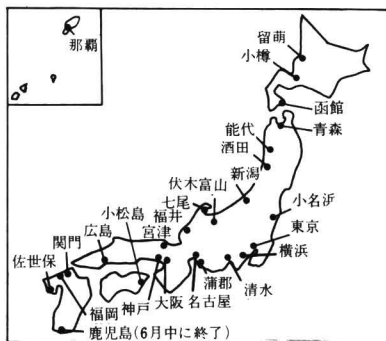 那覇
留萌
小樽
函館
青森
能代
酒田
新潟
伏木富山
七尾
小名浜
小松島
福井
宮津
東京
広島
関門
横浜
佐世保
蒲郡
清水
福岡
神戸
大阪
名古屋
鹿児島(6月中に終了)